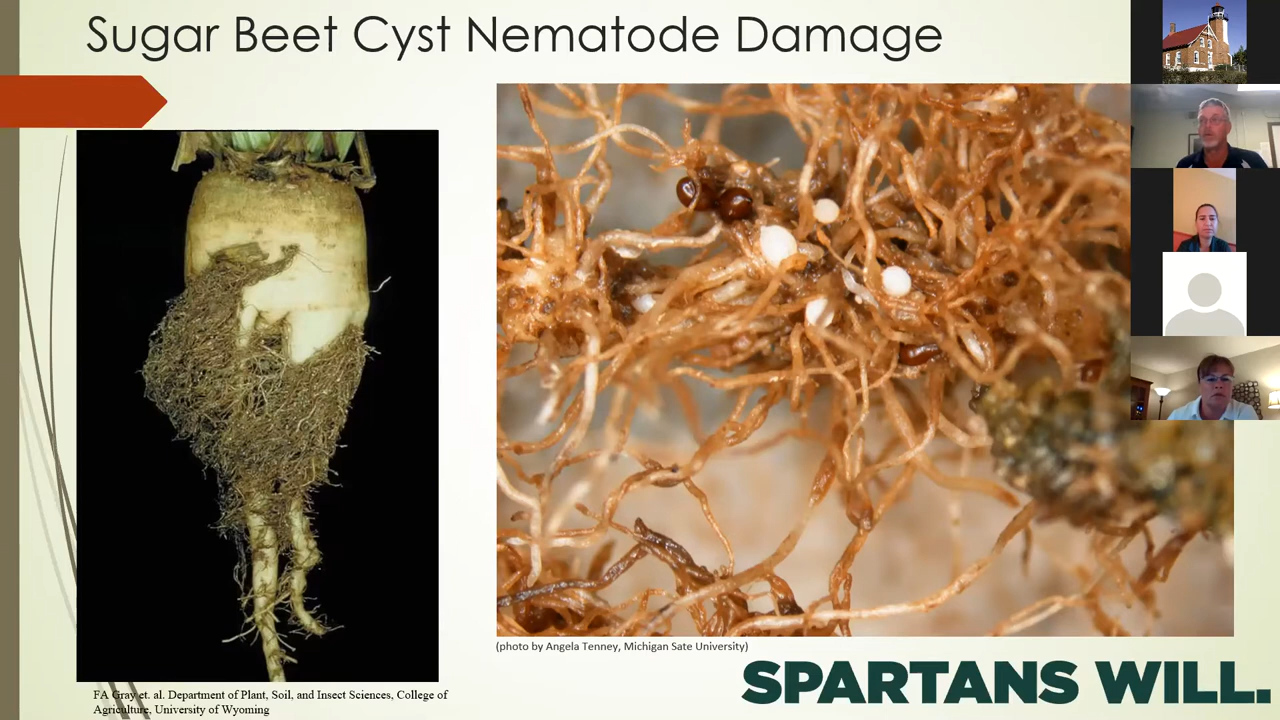 Sugar Beet Cyst Nematode Damage
(photo by Angela Tenney, Michigan Sate University)
FA Gray et. al. Department of Plant, Soil, and Insect Sciences, College of
Agriculture, University of Wyoming
SPARTANS WILL.